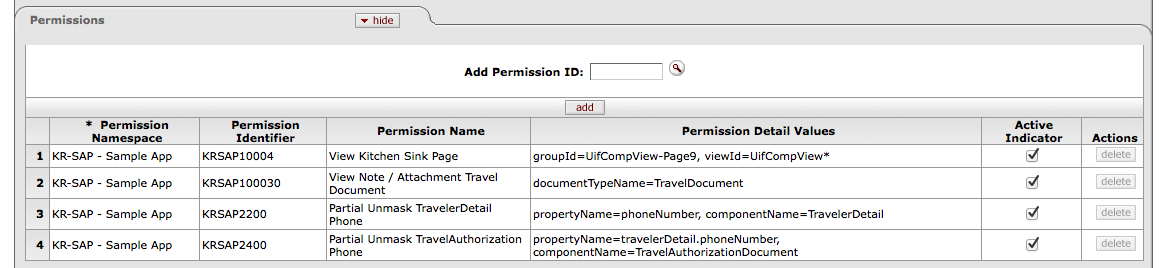 Permissions
hide
Add Permission ID:
add
* Permission Namespace Permission Identifier Permission Name Permission Detail Values Active Indicator Actions
1 KR-SAP - Sample App KRSAP10004 View Kitchen Sink Page groupId=UifCompView-Page9, viewId=UifCompView* delete
2 KR-SAP - Sample App KRSAP100030 View Note / Attachment Travel Document documentTypeName=TravelDocument delete
3 KR-SAP - Sample App KRSAP2200 Partial Unmask TravelerDetail Phone propertyName=phoneNumber, componentName=TravelerDetail delete
4 KR-SAP - Sample App KRSAP2400 Partial Unmask TravelAuthorization Phone propertyName=travelerDetail.phoneNumber, componentName=TravelAuthorizationDocument delete